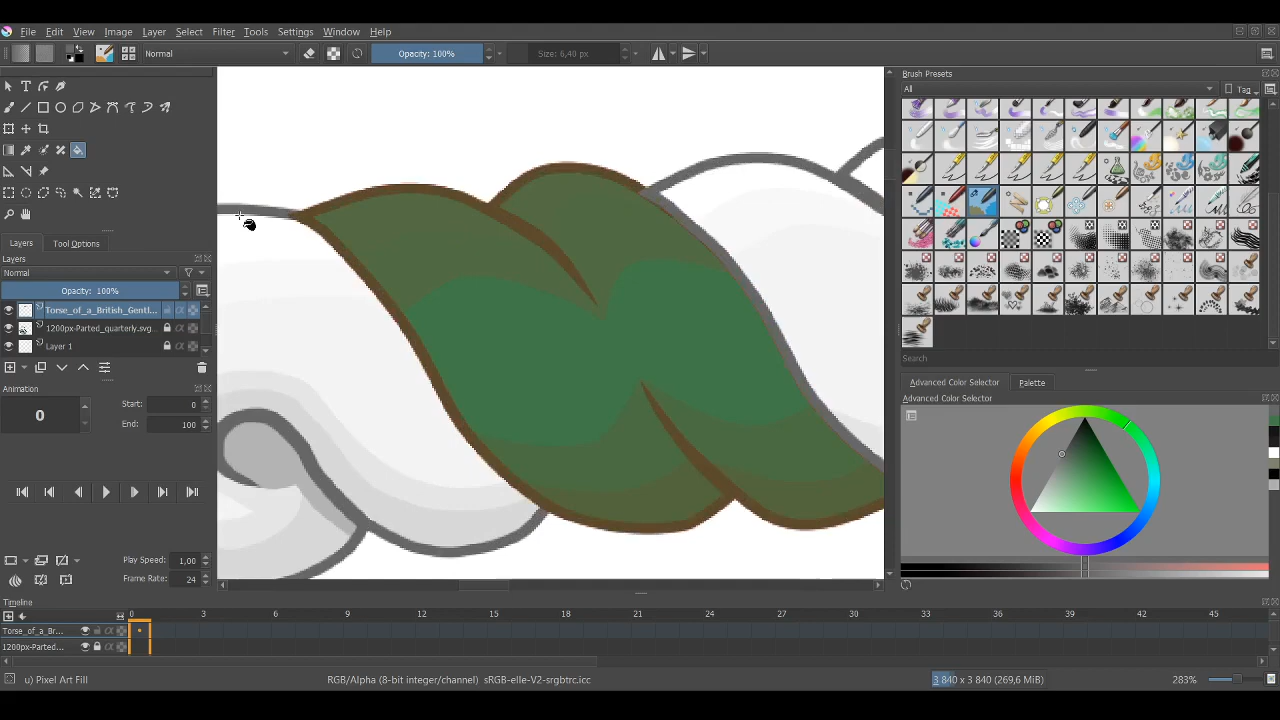 File Edit View Image Layer Select Filter Tools Settings Window Help
Normal Opacity: 100% Size: 6,40 px
Layers Tool Options
Layers
Normal
Opacity: 100%
Torse_of_a_British_Gentl...
1200px-Parted_quarterly.svg...
Layer 1
Animation
0
Start: 0
End: 100
Play Speed: 1,00
Frame Rate: 24
Brush Presets
All Tag
Search
Advanced Color Selector Palette
Advanced Color Selector
Timeline
0 3 6 9 12 15 18 21 24 27 30 33 36 39 42 45
Torse_of_a_Br...
1200px-Parted...
u) Pixel Art Fill RGB/Alpha (8-bit integer/channel) sRGB-elle-V2-srgbtrc.icc 3 840 x 3 840 (269,6 MiB) 283%